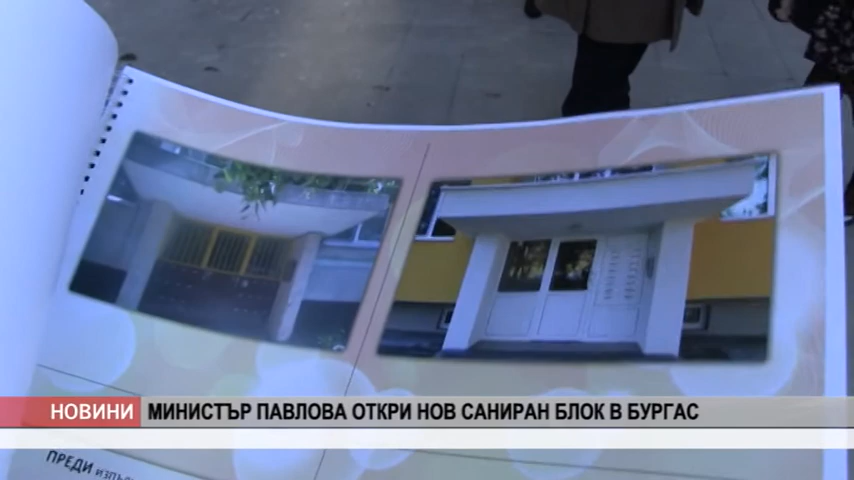 НОВИНИ
МИНИСТЪР ПАВЛОВА ОТКРИ НОВ САНИРАН БЛОК В БУРГАС
ПРЕДИ